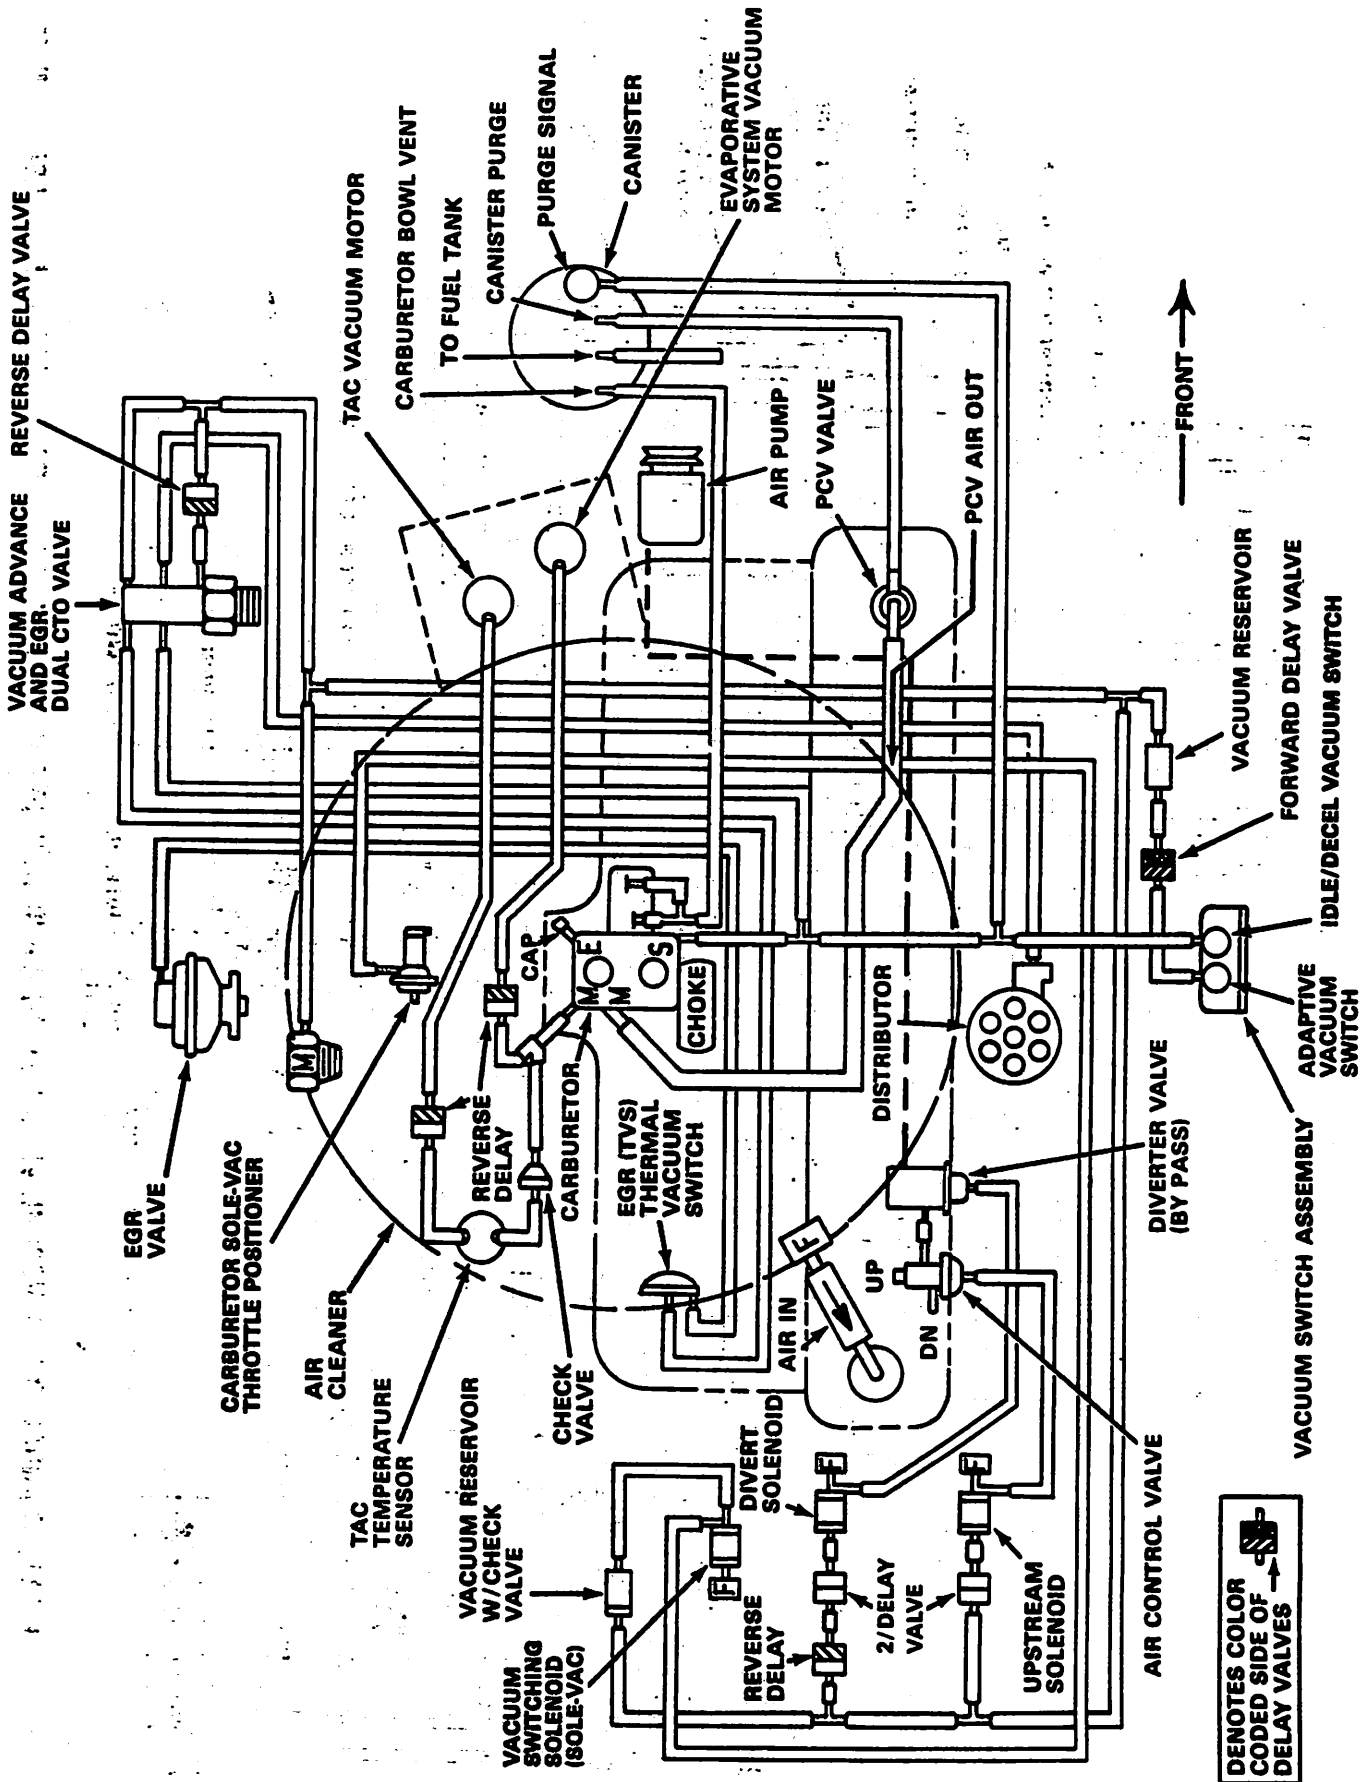 VACUUM ADVANCE
AND EGR
DUAL CTO VALVE
REVERSE DELAY VALVE
TAC VACUUM MOTOR
CARBURETOR BOWL VENT
TO FUEL TANK
CANISTER PURGE
PURGE SIGNAL
CANISTER
EVAPORATIVE
SYSTEM VACUUM
MOTOR
AIR PUMP
PCV VALVE
PCV AIR OUT
FRONT
EGR
VALVE
CARBURETOR SOLE-VAC
THROTTLE POSITIONER
AIR
CLEANER
TAC
TEMPERATURE
SENSOR
M
REVERSE
DELAY
CAP
CARBURETOR
M
M
E
S
CHOKE
CHECK
VALVE
EGR (TVS)
THERMAL
VACUUM
SWITCH
DISTRIBUTOR
VACUUM RESERVOIR
FORWARD DELAY VALVE
IDLE/DECEL VACUUM SWITCH
ADAPTIVE
VACUUM
SWITCH
VACUUM SWITCH ASSEMBLY
DIVERTER VALVE
(BY PASS)
AIR IN
F
UP
DN
AIR CONTROL VALVE
VACUUM RESERVOIR
W/CHECK
VALVE
VACUUM
SWITCHING
SOLENOID
(SOLE-VAC)
F
DIVERT
SOLENOID
F
REVERSE
DELAY
2/DELAY
VALVE
F
UPSTREAM
SOLENOID
DENOTES COLOR
CODED SIDE OF
DELAY VALVES